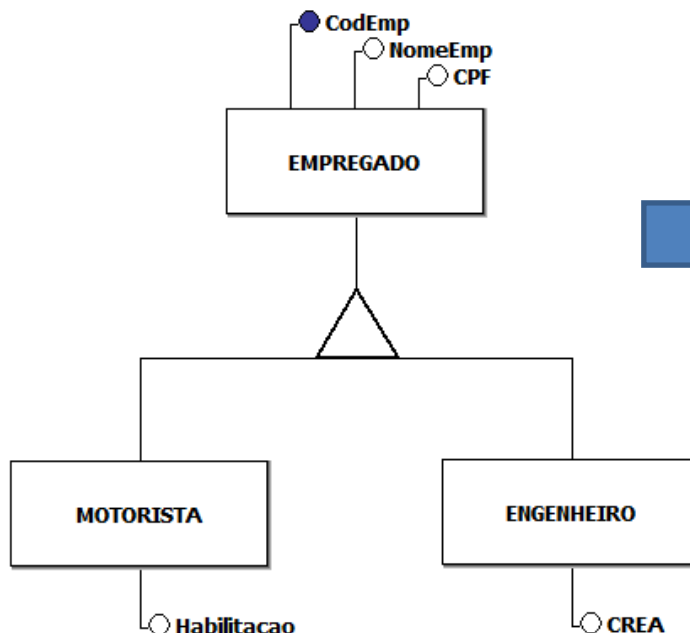 CodEmp
NomeEmp
CPF
EMPREGADO
MOTORISTA
ENGENHEIRO
Habilitacao
CREA